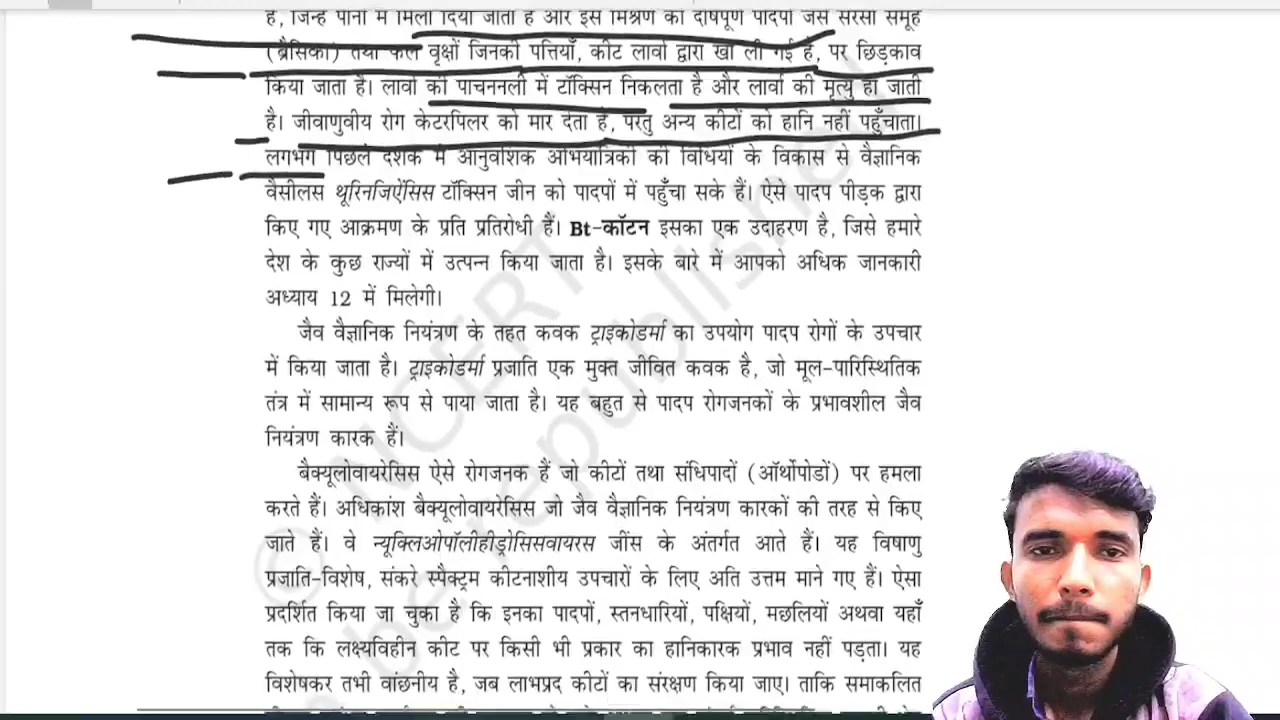 है, जिन्हें पानी में मिला दिया जाता है और इस मिश्रण को दोषपूर्ण पादपों जैसे सरसों समूह
(ब्रैसिका) तथा फल वृक्षों जिनकी पत्तियाँ, कीट लार्वा द्वारा खा ली गई हैं, पर छिड़काव
किया जाता है। लार्वा की पाचननली में टॉक्सिन निकलता है और लार्वा की मृत्यु हो जाती
है। जीवाणुवीय रोग केटरपिलर को मार देता है, परंतु अन्य कीटों को हानि नहीं पहुँचाता।
लगभग पिछले दशक में आनुवंशिक अभियांत्रिकी की विधियों के विकास से वैज्ञानिक
वैसीलस थूरिनजिऐंसिस टॉक्सिन जीन को पादपों में पहुँचा सके हैं। ऐसे पादप पीड़क द्वारा
किए गए आक्रमण के प्रति प्रतिरोधी हैं। Bt-कॉटन इसका एक उदाहरण है, जिसे हमारे
देश के कुछ राज्यों में उत्पन्न किया जाता है। इसके बारे में आपको अधिक जानकारी
अध्याय 12 में मिलेगी।
जैव वैज्ञानिक नियंत्रण के तहत कवक ट्राइकोडर्मा का उपयोग पादप रोगों के उपचार
में किया जाता है। ट्राइकोडर्मा प्रजाति एक मुक्त जीवित कवक है, जो मूल-पारिस्थितिक
तंत्र में सामान्य रूप से पाया जाता है। यह बहुत से पादप रोगजनकों के प्रभावशील जैव
नियंत्रण कारक हैं।
बैक्यूलोवायरेसिस ऐसे रोगजनक हैं जो कीटों तथा संधिपादों (ऑर्थोपोडों) पर हमला
करते हैं। अधिकांश बैक्यूलोवायरेसिस जो जैव वैज्ञानिक नियंत्रण कारकों की तरह से किए
जाते हैं। वे न्यूक्लिओपॉलीहीड्रोसिसवायरस जींस के अंतर्गत आते हैं। यह विषाणु
प्रजाति-विशेष, संकरे स्पैक्ट्रम कीटनाशीय उपचारों के लिए अति उत्तम माने गए हैं। ऐसा
प्रदर्शित किया जा चुका है कि इनका पादपों, स्तनधारियों, पक्षियों, मछलियों अथवा यहाँ
तक कि लक्ष्यविहीन कीट पर किसी भी प्रकार का हानिकारक प्रभाव नहीं पड़ता। यह
विशेषकर तभी वांछनीय है, जब लाभप्रद कीटों का संरक्षण किया जाए। ताकि समाकलित
© NCERT
be republished